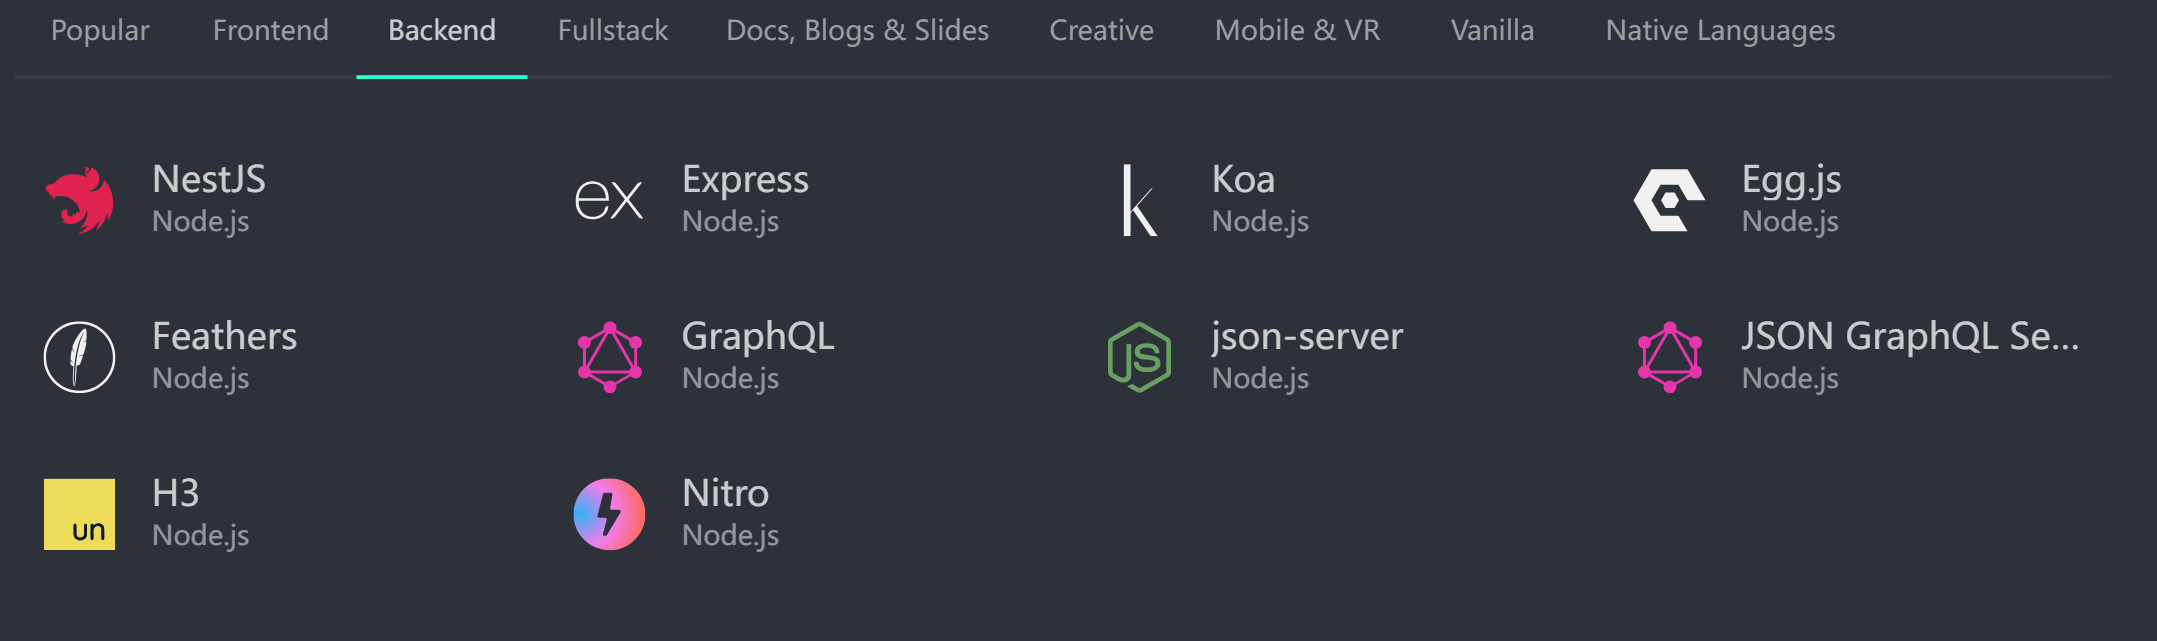 Popular Frontend Backend Fullstack Docs, Blogs & Slides Creative Mobile & VR Vanilla Native Languages
NestJS
Node.js
ex
Express
Node.js
k
Koa
Node.js
Egg.js
Node.js
Feathers
Node.js
GraphQL
Node.js
JS
json-server
Node.js
JSON GraphQL Se...
Node.js
un
H3
Node.js
Nitro
Node.js